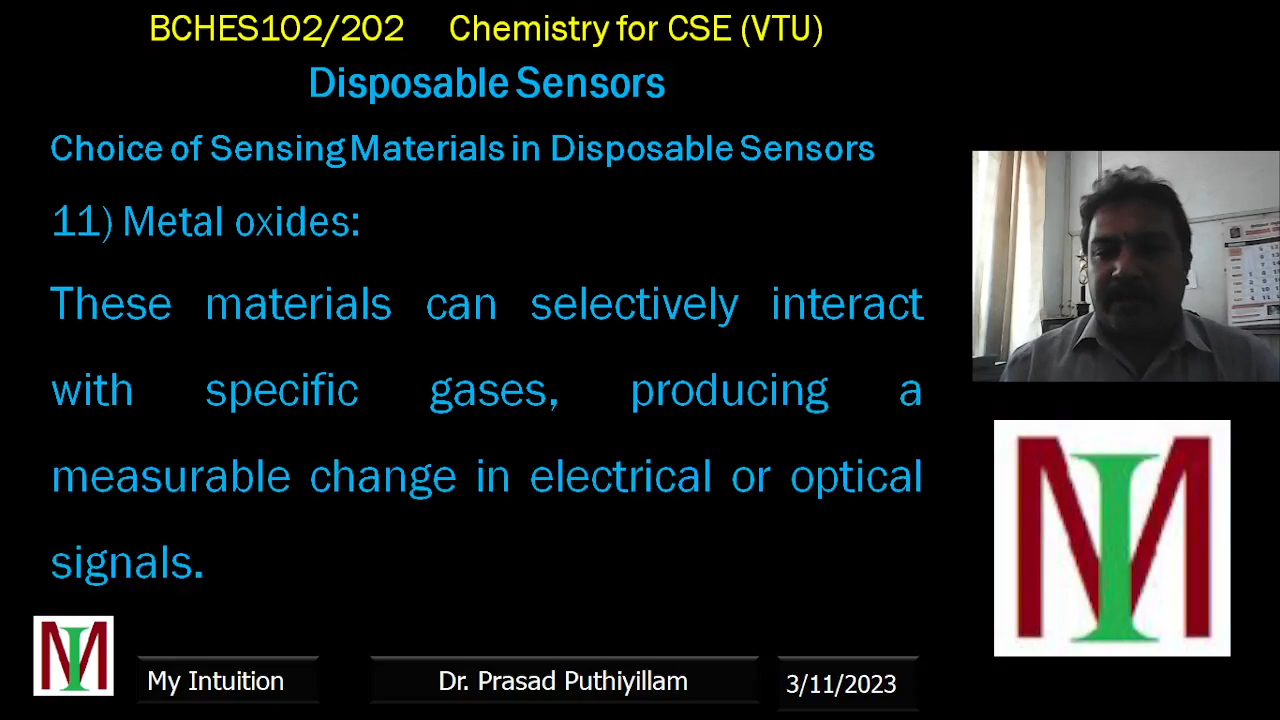 BCHES102/202 Chemistry for CSE (VTU)
Disposable Sensors
Choice of Sensing Materials in Disposable Sensors
11) Metal oxides:
These materials can selectively interact
with specific gases, producing a
measurable change in electrical or optical
signals.
MI
MI
My Intuition
Dr. Prasad Puthiyillam
3/11/2023